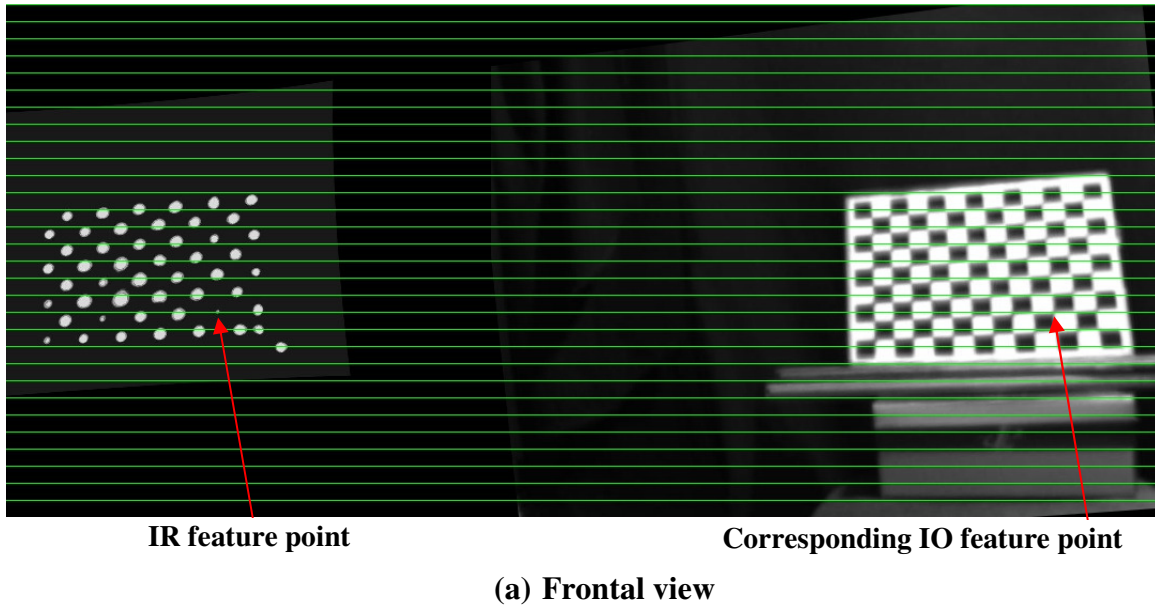 IR feature point
Corresponding IO feature point
(a) Frontal view